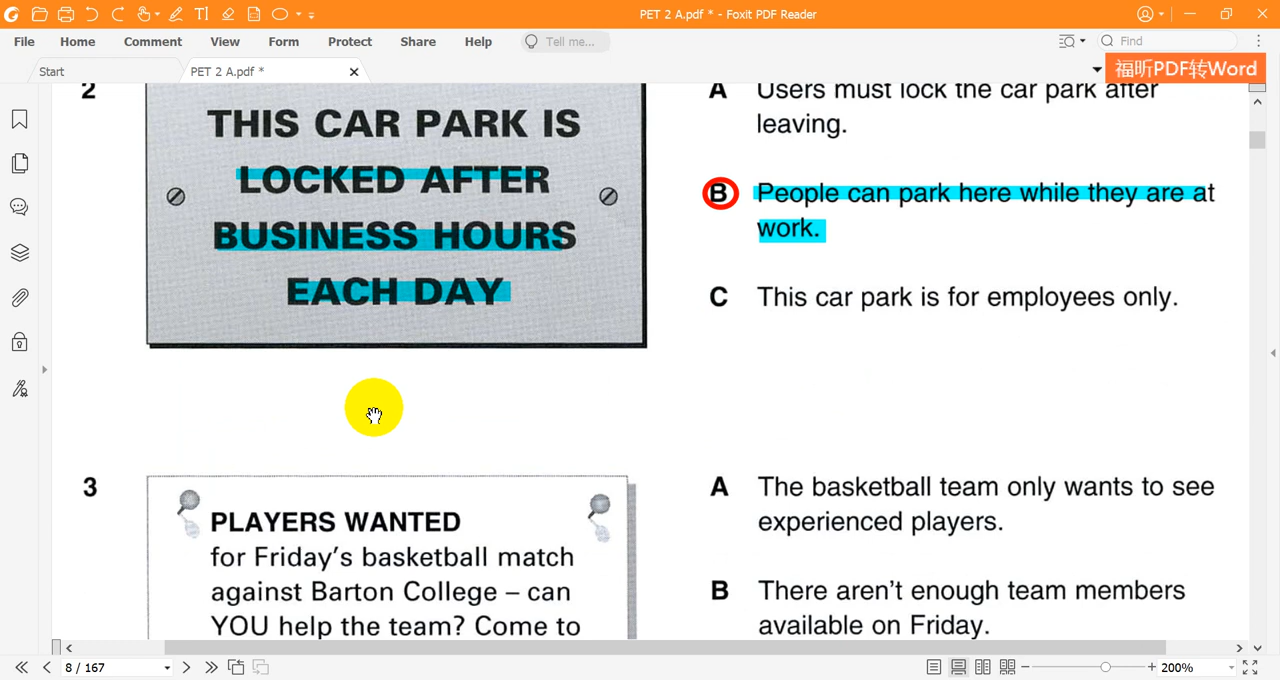 PET 2 A.pdf * - Foxit PDF Reader
File Home Comment View Form Protect Share Help Tell me... Find
Start PET 2 A.pdf * 福昕PDF转Word
2
THIS CAR PARK IS
LOCKED AFTER
BUSINESS HOURS
EACH DAY
A Users must lock the car park after
leaving.
B People can park here while they are at
work.
C This car park is for employees only.
3
PLAYERS WANTED
for Friday's basketball match
against Barton College – can
YOU help the team? Come to
A The basketball team only wants to see
experienced players.
B There aren't enough team members
available on Friday.
8 / 167 200%